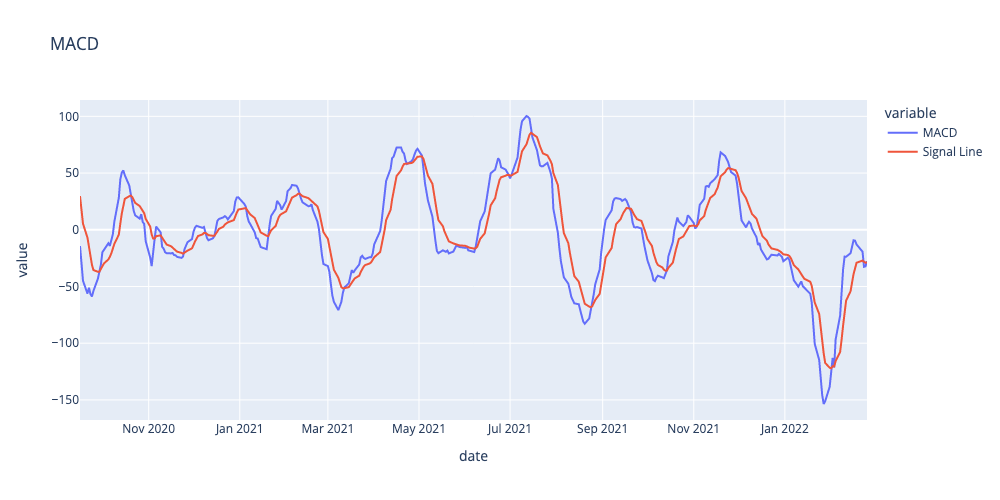 MACD
variable
MACD
Signal Line
value
100
50
0
−50
−100
−150
Nov 2020 Jan 2021 Mar 2021 May 2021 Jul 2021 Sep 2021 Nov 2021 Jan 2022
date